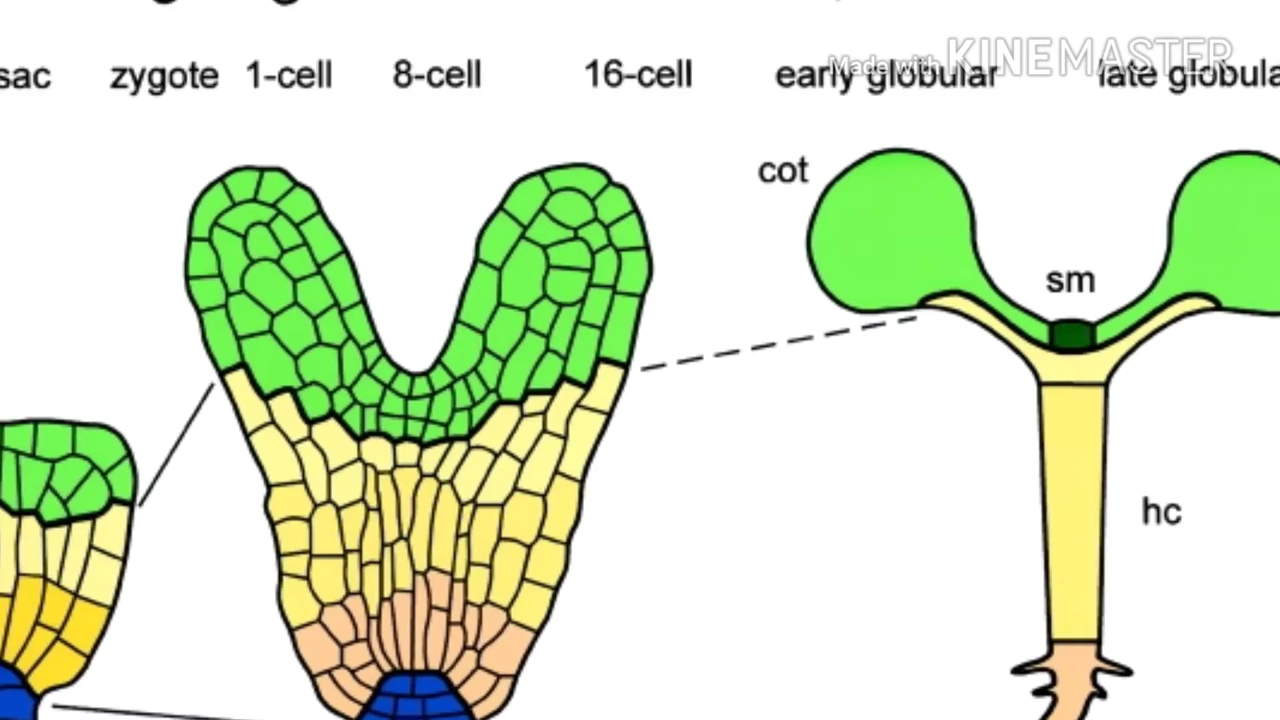 sac zygote 1-cell 8-cell 16-cell early globular late globula
Made with KINEMASTER
cot
sm
hc